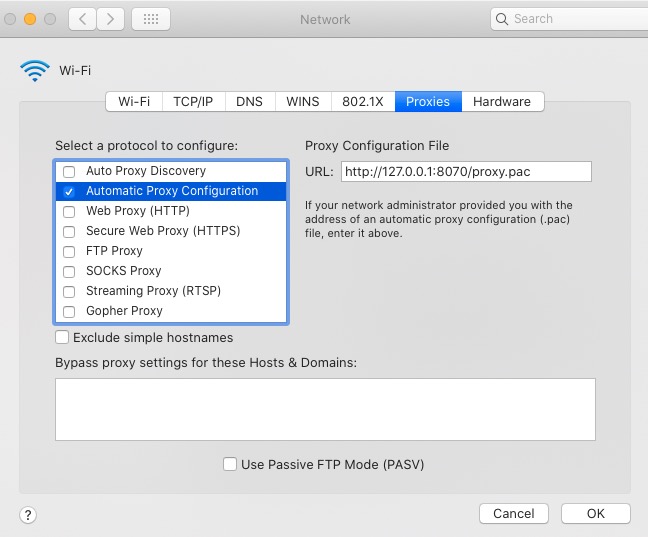 Network
Search
Wi-Fi
Wi-Fi TCP/IP DNS WINS 802.1X Proxies Hardware
Select a protocol to configure:
Auto Proxy Discovery
Automatic Proxy Configuration
Web Proxy (HTTP)
Secure Web Proxy (HTTPS)
FTP Proxy
SOCKS Proxy
Streaming Proxy (RTSP)
Gopher Proxy
Proxy Configuration File
URL: http://127.0.0.1:8070/proxy.pac
If your network administrator provided you with the
address of an automatic proxy configuration (.pac)
file, enter it above.
Exclude simple hostnames
Bypass proxy settings for these Hosts & Domains:
Use Passive FTP Mode (PASV)
? Cancel OK